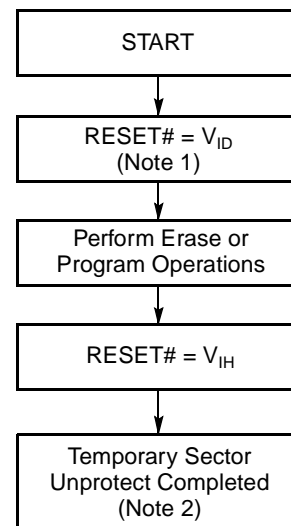 START
RESET# = V_ID
(Note 1)
Perform Erase or
Program Operations
RESET# = V_IH
Temporary Sector
Unprotect Completed
(Note 2)